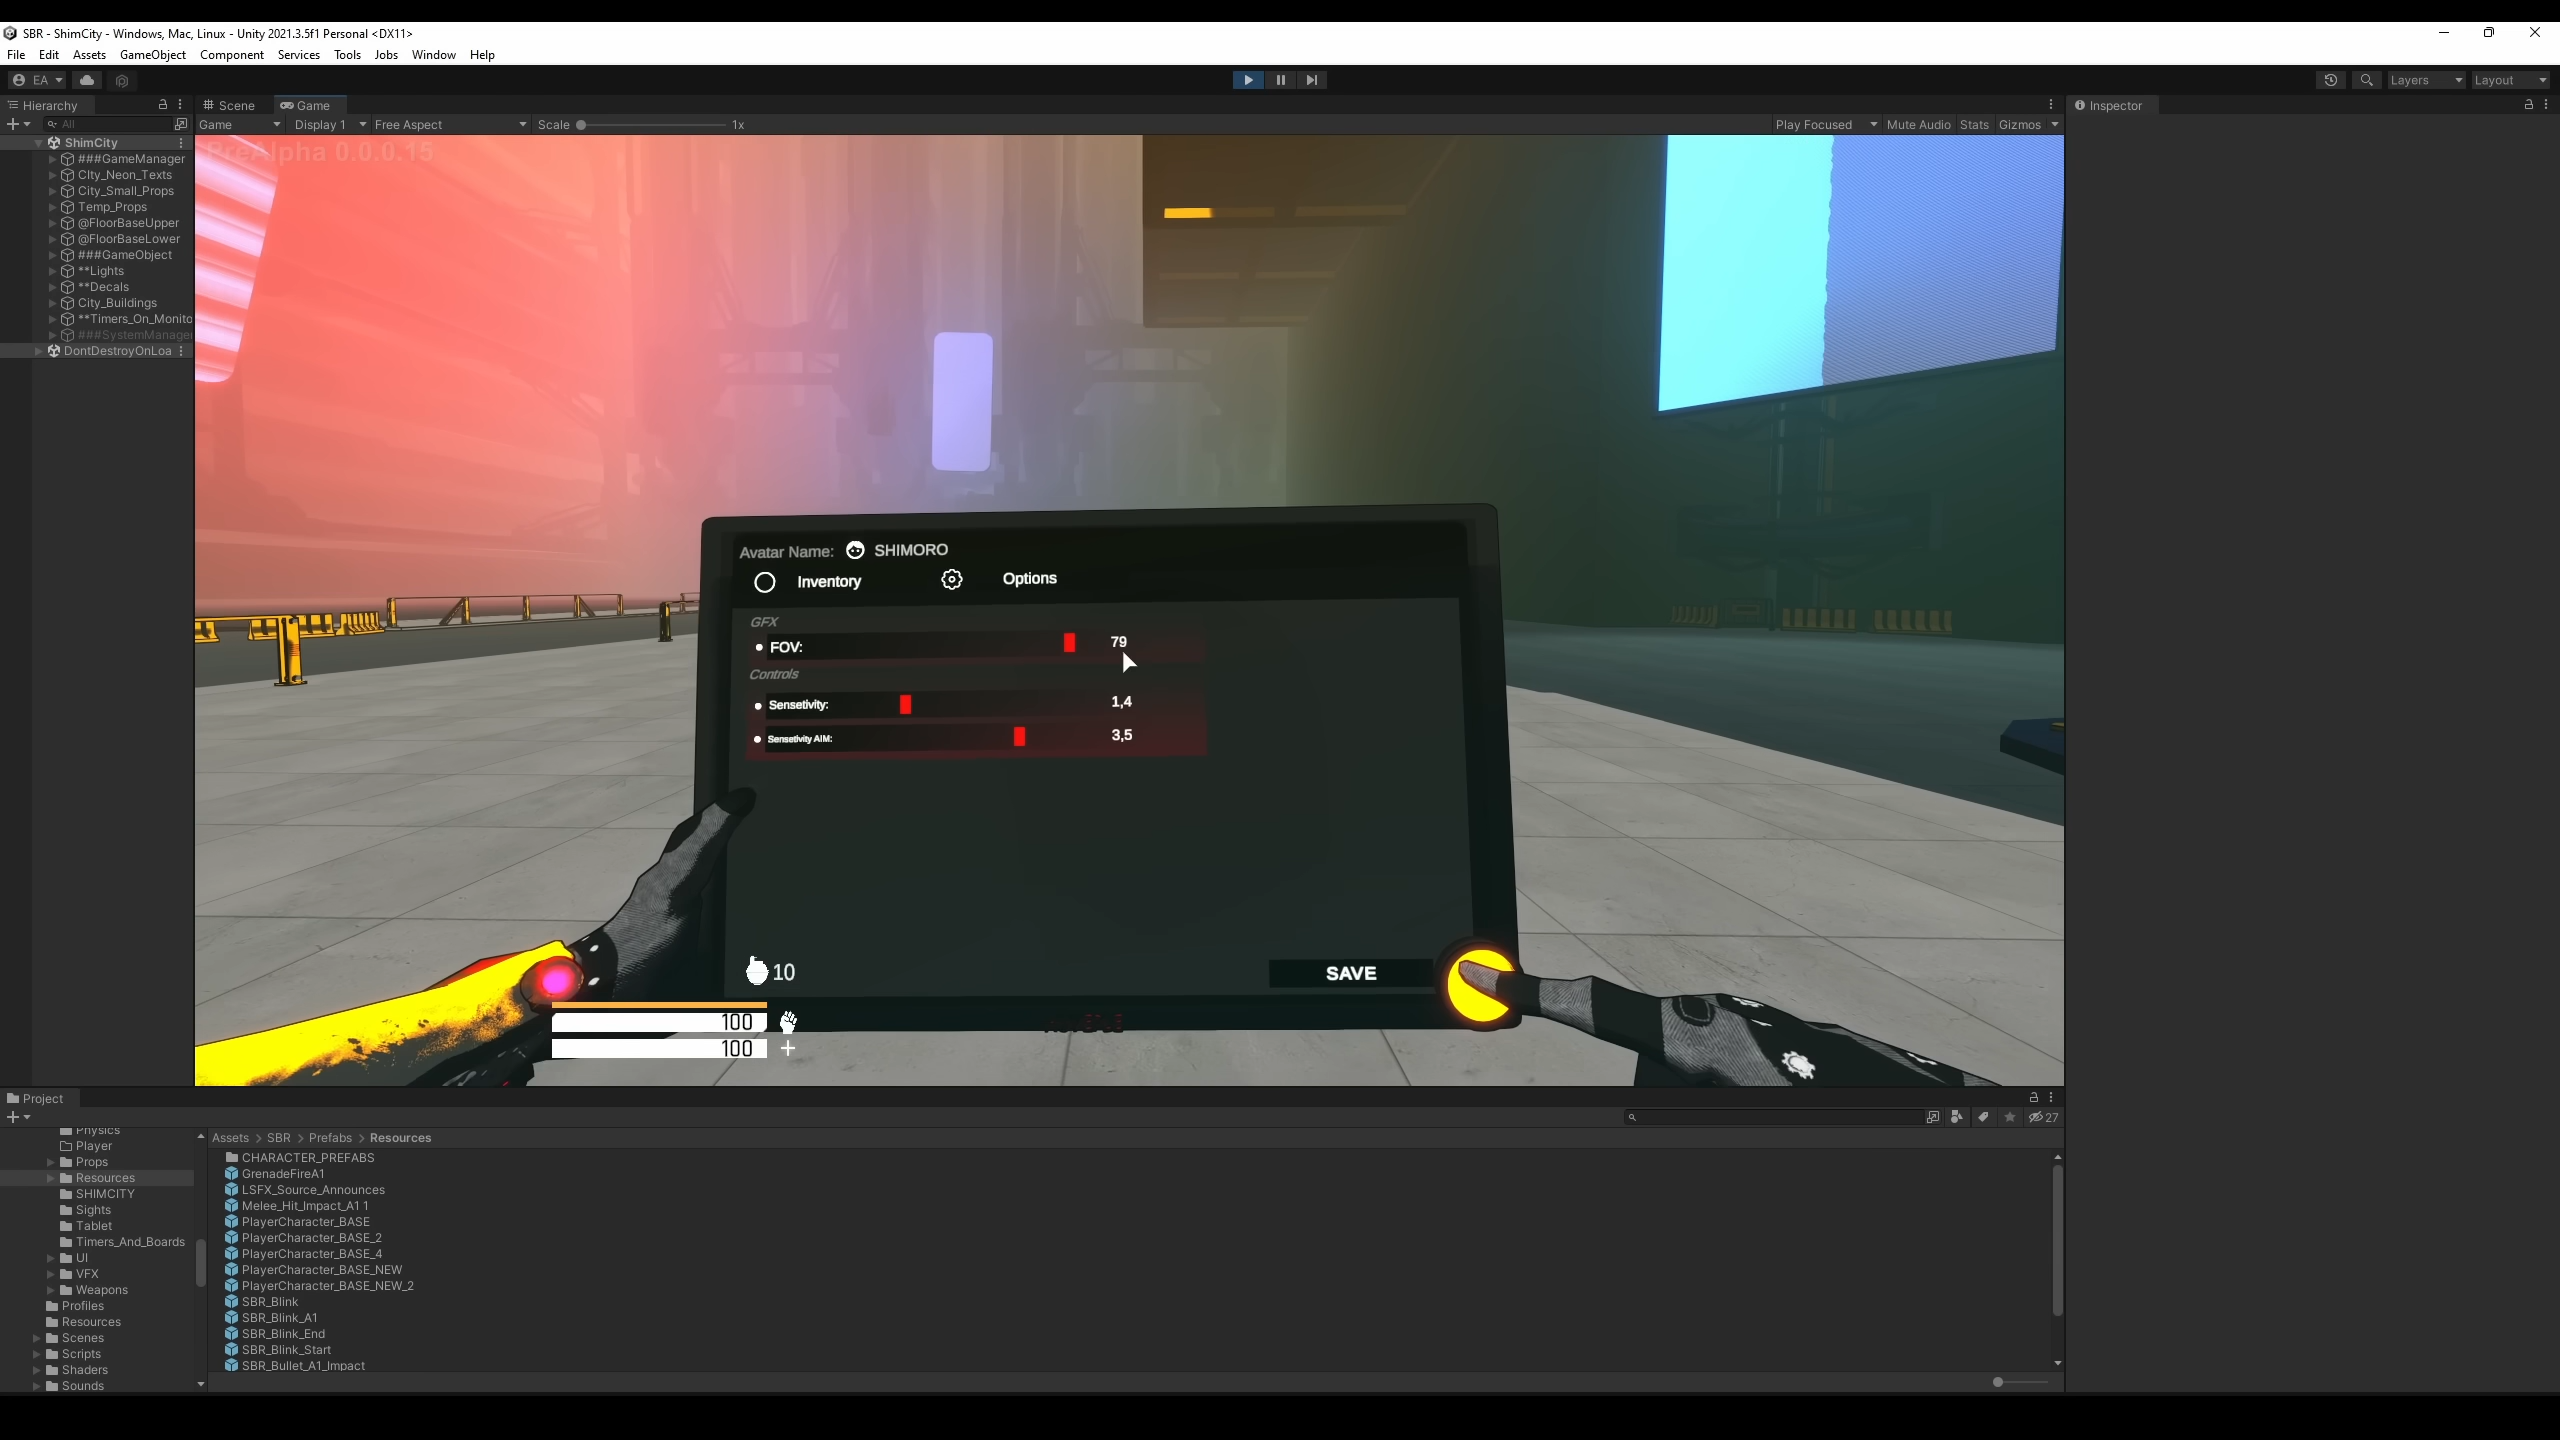 SBR - ShimCity - Windows, Mac, Linux - Unity 2021.3.5f1 Personal <DX11>
File Edit Assets GameObject Component Services Tools Jobs Window Help
EA
Layers Layout
Hierarchy
Scene Game
Inspector
All
Game Display 1 Free Aspect Scale 1x
Play Focused Mute Audio Stats Gizmos
ShimCity
###GameManager
CIty_Neon_Texts
City_Small_Props
Temp_Props
@FloorBaseUpper
@FloorBaseLower
###GameObject
**Lights
**Decals
City_Buildings
**Timers_On_Monito
###SystemManage
DontDestroyOnLoa
PreAlpha 0.0.0.15
Avatar Name: SHIMORO
Inventory Options
GFX
FOV: 79
Controls
Sensetivity: 1,4
Sensetivity AIM: 3,5
10
SAVE
100
100
Project
27
Physics
Player
Props
Resources
SHIMCITY
Sights
Tablet
Timers_And_Boards
UI
VFX
Weapons
Profiles
Resources
Scenes
Scripts
Shaders
Sounds
Assets > SBR > Prefabs > Resources
CHARACTER_PREFABS
GrenadeFireA1
LSFX_Source_Announces
Melee_Hit_Impact_A1 1
PlayerCharacter_BASE
PlayerCharacter_BASE_2
PlayerCharacter_BASE_4
PlayerCharacter_BASE_NEW
PlayerCharacter_BASE_NEW_2
SBR_Blink
SBR_Blink_A1
SBR_Blink_End
SBR_Blink_Start
SBR_Bullet_A1_Impact